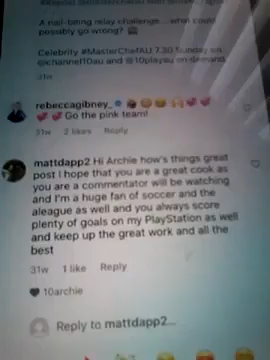 A nail-biting relay challenge... what could
possibly go wrong?
Celebrity #MasterChefAU 7.30 Sunday on
@channel10au and @10playau on demand
31w
rebeccagibney_
Go the pink team!
31w 2 likes Reply
mattdapp2 Hi Archie how's things great
post I hope that you are a great cook as
you are a commentator will be watching
and I'm a huge fan of soccer and the
aleague as well and you always score
plenty of goals on my PlayStation as well
and keep up the great work and all the
best
31w 1 like Reply
10archie
Reply to mattdapp2...